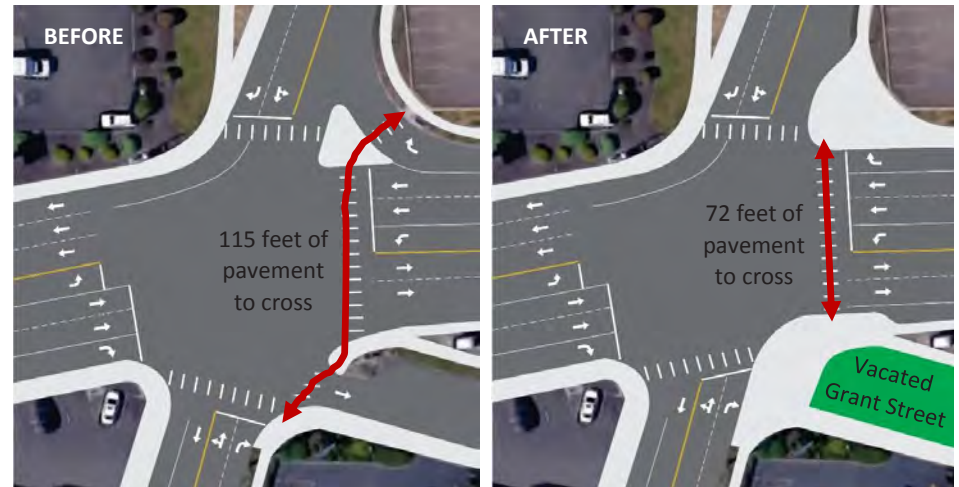 BEFORE
115 feet of
pavement
to cross
AFTER
72 feet of
pavement
to cross
Vacated
Grant Street